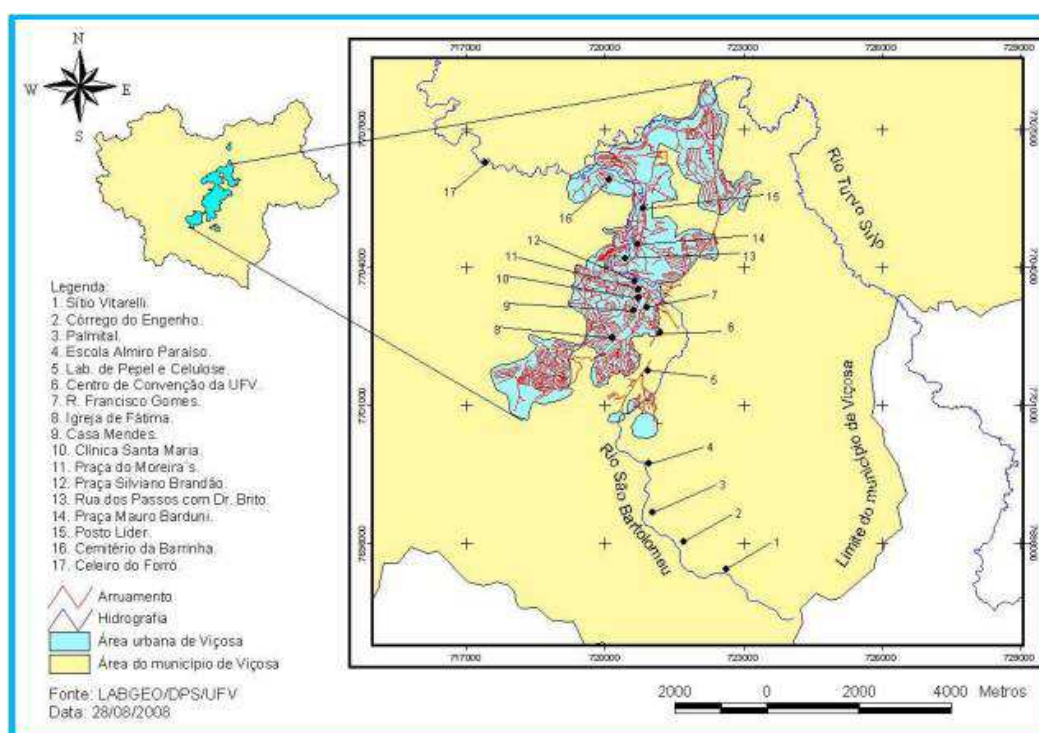 N
W E
S
Legenda:
1. Sítio Vitarelli.
2. Córrego do Engenho.
3. Palmital.
4. Escola Almiro Paraíso.
5. Lab. de Pepel e Celulose.
6. Centro de Convenção da UFV.
7. R. Francisco Gomes.
8. Igreja de Fátima.
9. Casa Mendes.
10. Clínica Santa Maria.
11. Praça do Moreira´s.
12. Praça Silviano Brandão.
13. Rua dos Passos com Dr. Brito.
14. Praça Mauro Barduni.
15. Posto Líder.
16. Cemitério da Barrinha.
17. Celeiro do Forró
Arruamento
Hidrografia
Área urbana de Viçosa
Área do município de Viçosa
Fonte: LABGEO/DPS/UFV
Data: 28/08/2008
717000 720000 723000 726000 729000
7707000
7704000
7701000
17
16
15
14
13
12
11
10
9
8
7
6
5
4
3
2
1
Rio Turvo Sujo
Rio São Bartolomeu
Limite do município de Viçosa
717000 720000 723000 726000
2000 0 2000 4000 Metros